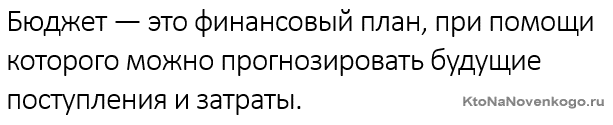 Бюджет — это финансовый план, при помощи
которого можно прогнозировать будущие
поступления и затраты.
KtoNaNovenkogo.ru